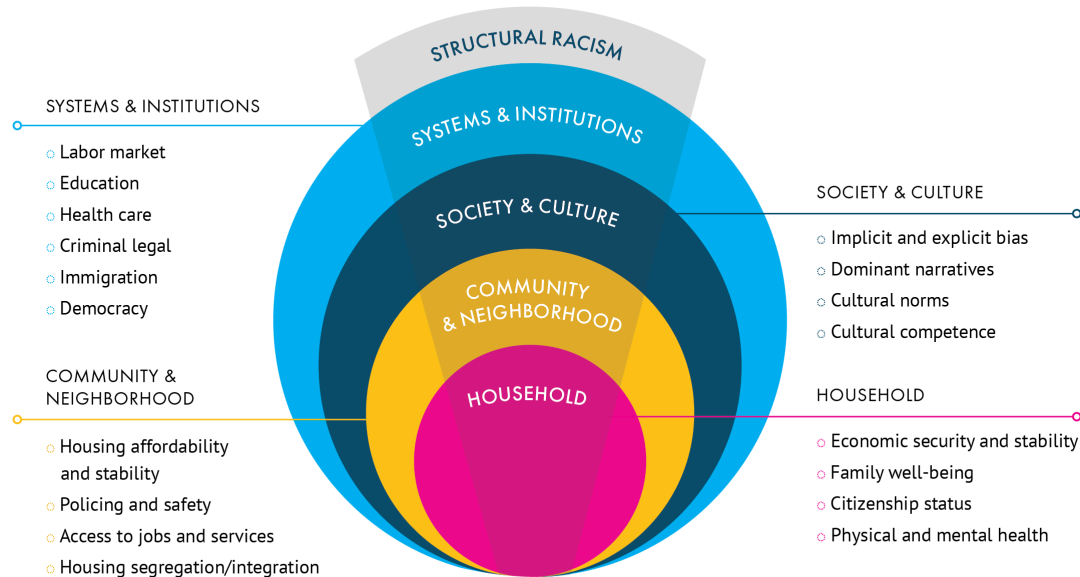 STRUCTURAL RACISM
SYSTEMS & INSTITUTIONS
SOCIETY & CULTURE
COMMUNITY
& NEIGHBORHOOD
HOUSEHOLD
SYSTEMS & INSTITUTIONS
Labor market
Education
Health care
Criminal legal
Immigration
Democracy
COMMUNITY &
NEIGHBORHOOD
Housing affordability
and stability
Policing and safety
Access to jobs and services
Housing segregation/integration
SOCIETY & CULTURE
Implicit and explicit bias
Dominant narratives
Cultural norms
Cultural competence
HOUSEHOLD
Economic security and stability
Family well-being
Citizenship status
Physical and mental health